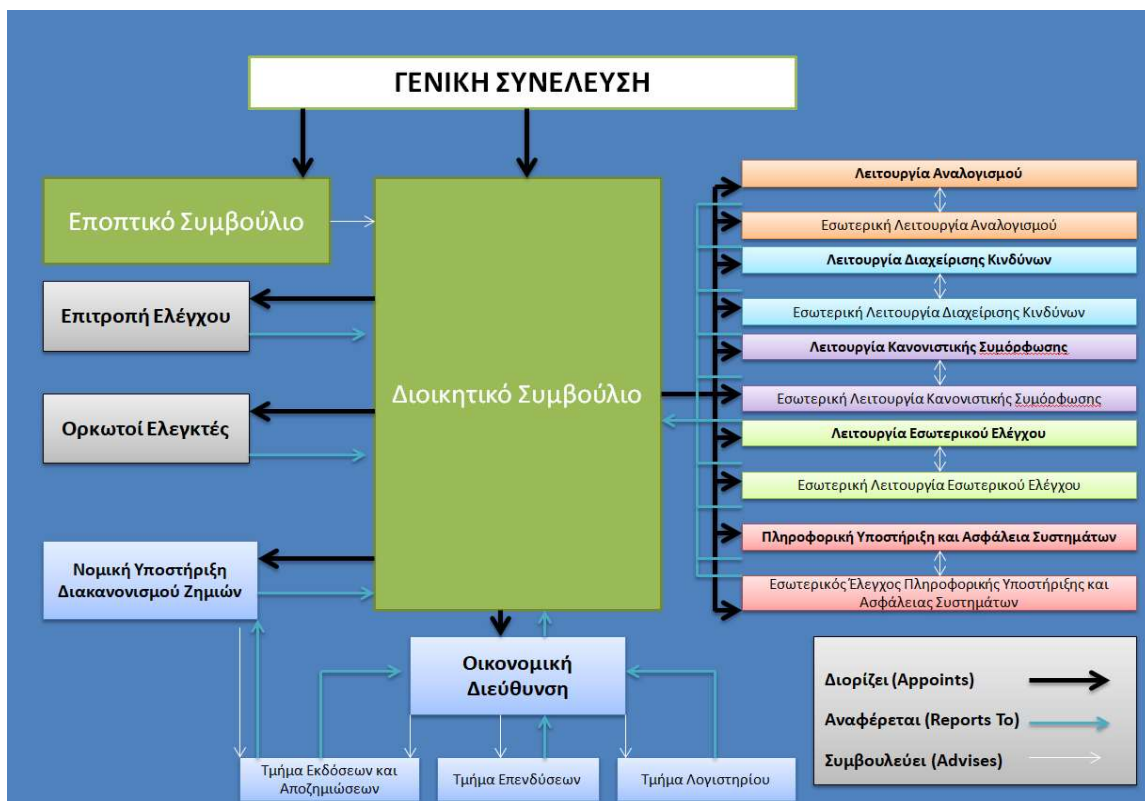 ΓΕΝΙΚΗ ΣΥΝΕΛΕΥΣΗ
Εποπτικό Συμβούλιο
Επιτροπή Ελέγχου
Ορκωτοί Ελεγκτές
Νομική Υποστήριξη
Διακανονισμού Ζημιών
Διοικητικό Συμβούλιο
Λειτουργία Αναλογισμού
Εσωτερική Λειτουργία Αναλογισμού
Λειτουργία Διαχείρισης Κινδύνων
Εσωτερική Λειτουργία Διαχείρισης Κινδύνων
Λειτουργία Κανονιστικής Συμόρφωσης
Εσωτερική Λειτουργία Κανονιστικής Συμόρφωσης
Λειτουργία Εσωτερικού Ελέγχου
Εσωτερική Λειτουργία Εσωτερικού Ελέγχου
Πληροφορική Υποστήριξη και Ασφάλεια Συστημάτων
Εσωτερικός Έλεγχος Πληροφορικής Υποστήριξης και
Ασφάλειας Συστημάτων
Οικονομική
Διεύθυνση
Τμήμα Εκδόσεων και
Αποζημιώσεων
Τμήμα Επενδύσεων
Τμήμα Λογιστηρίου
Διορίζει (Appoints)
Αναφέρεται (Reports To)
Συμβουλεύει (Advises)